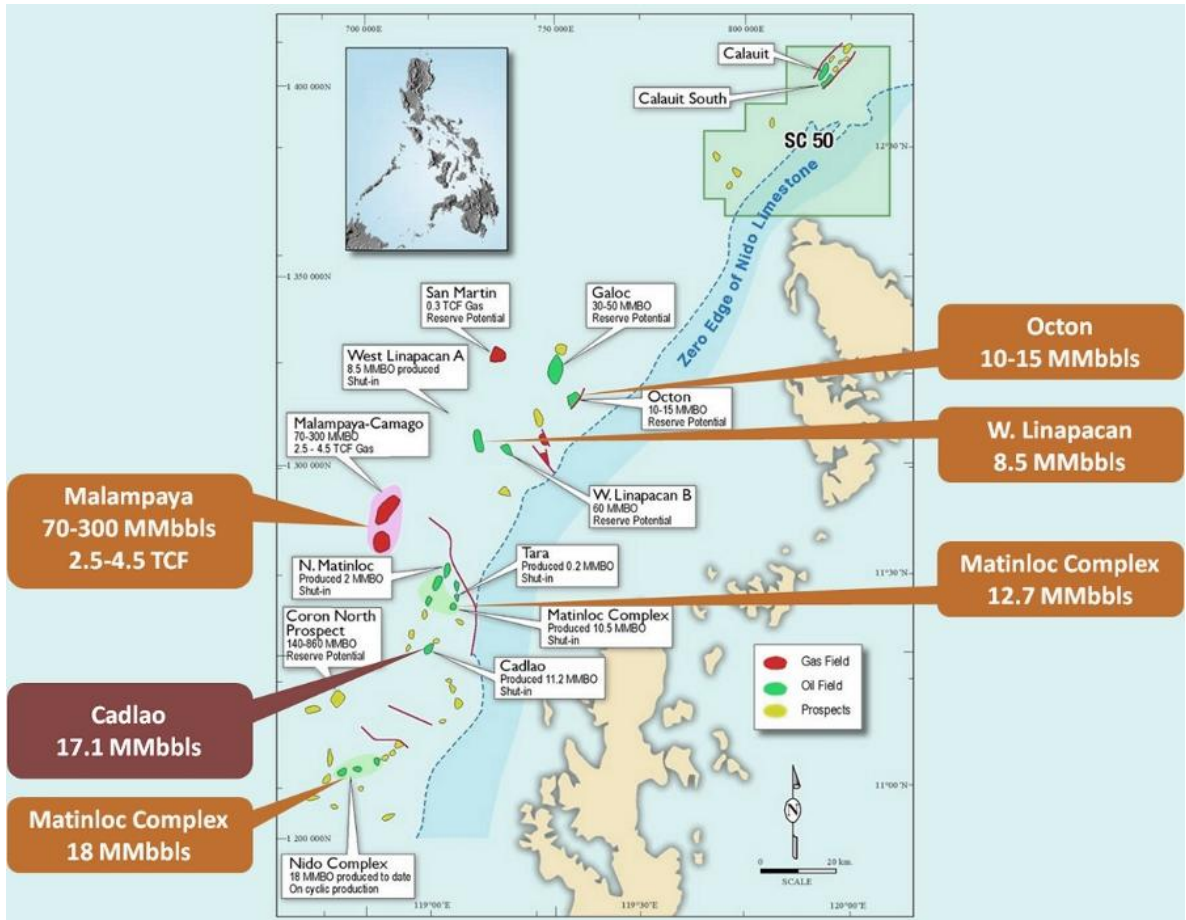 700 000E
750 000E
800 000E
1 400 000N
Calauit
Calauit South
SC 50
12°00'N
Zero Edge of Nido Limestone
1 350 000N
San Martin
0.3 TCF Gas
Reserve Potential
Galoc
30-50 MMBO
Reserve Potential
West Linapacan A
8.5 MMBO produced
Shut-in
Octon
10-15 MMBO
Reserve Potential
Octon
10-15 MMbbls
Malampaya-Camago
70-300 MMBO
2.5 - 4.5 TCF Gas
W. Linapacan
8.5 MMbbls
1 300 000N
W. Linapacan B
60 MMBO
Reserve Potential
Malampaya
70-300 MMbbls
2.5-4.5 TCF
N. Matinloc
Produced 2 MMBO
Shut-in
Tara
Produced 0.2 MMBO
Shut-in
11°30'N
Matinloc Complex
12.7 MMbbls
Coron North
Prospect
140-860 MMBO
Reserve Potential
Matinloc Complex
Produced 10.5 MMBO
Shut-in
Cadlao
Produced 11.2 MMBO
Shut-in
Gas Field
Oil Field
Prospects
Cadlao
17.1 MMbbls
11°00'N
N
Matinloc Complex
18 MMbbls
1 200 000N
Nido Complex
18 MMBO produced to date
On cyclic production
0
20 km.
SCALE
119°00'E
119°30'E
120°00'E